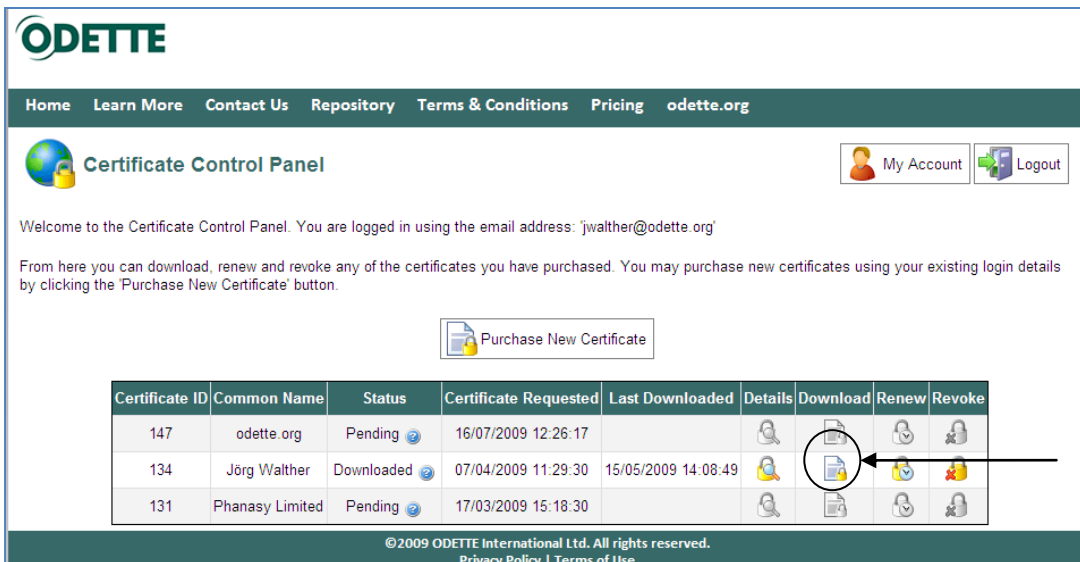 ODETTE
Home Learn More Contact Us Repository Terms & Conditions Pricing odette.org
Certificate Control Panel
My Account Logout
Welcome to the Certificate Control Panel. You are logged in using the email address: 'jwalther@odette.org'
From here you can download, renew and revoke any of the certificates you have purchased. You may purchase new certificates using your existing login details
by clicking the 'Purchase New Certificate' button.
Purchase New Certificate
Certificate ID Common Name Status Certificate Requested Last Downloaded Details Download Renew Revoke
147 odette.org Pending 16/07/2009 12:26:17
134 Jörg Walther Downloaded 07/04/2009 11:29:30 15/05/2009 14:08:49
131 Phanasy Limited Pending 17/03/2009 15:18:30
©2009 ODETTE International Ltd. All rights reserved.
Privacy Policy | Terms of Use